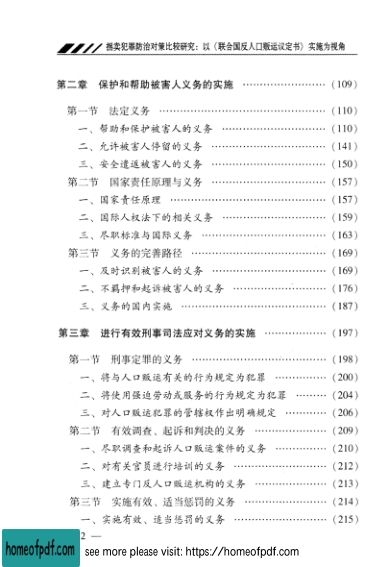 拐卖犯罪防治对策比较研究：以《联合国反人口贩运议定书》实施为视角
第二章 保护和帮助被害人义务的实施 ………………… (109)
第一节 法定义务 ………………………………… (110)
一、帮助和保护被害人的义务 …………………… (110)
二、允许被害人停留的义务 ……………………… (141)
三、安全遣返被害人的义务 ……………………… (150)
第二节 国家责任原理与义务 ……………………… (157)
一、国家责任原理 ………………………………… (157)
二、国际人权法下的相关义务 …………………… (159)
三、尽职标准与国际义务 ………………………… (163)
第三节 义务的完善路径 …………………………… (169)
一、及时识别被害人的义务 ……………………… (169)
二、不羁押和起诉被害人的义务 ………………… (176)
三、义务的国内实施 ……………………………… (187)
第三章 进行有效刑事司法应对义务的实施 …………… (197)
第一节 刑事定罪的义务 …………………………… (198)
一、将与人口贩运有关的行为规定为犯罪 ……… (200)
二、将使用强迫劳动或服务的行为规定为犯罪 …… (204)
三、对人口贩运犯罪的管辖权作出明确规定 …… (206)
第二节 有效调查、起诉和判决的义务 …………… (209)
一、尽职调查和起诉人口贩运案件的义务 ……… (210)
二、对有关官员进行培训的义务 ………………… (212)
三、建立专门反人口贩运机构的义务 …………… (213)
第三节 实施有效、适当惩罚的义务 ……………… (214)
一、实施有效、适当惩罚的义务 ………………… (215)
2 —
homeofpdf.com see more please visit: https://homeofpdf.com